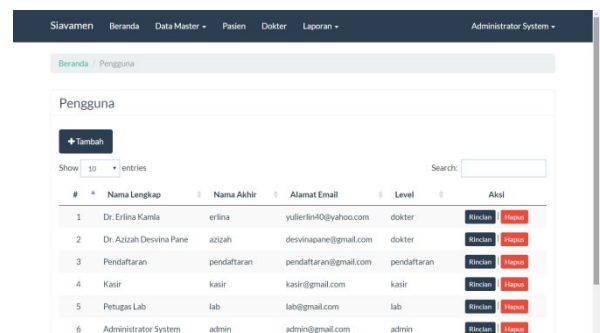 Siavamen Beranda Data Master Pasien Dokter Laporan Administrator System
Beranda / Pengguna
Pengguna
+Tambah
Show 10 entries Search:
# Nama Lengkap Nama Akhir Alamat Email Level Aksi
1 Dr. Erlina Kamla erlina yulierlin40@yahoo.com dokter Rincian | Hapus
2 Dr. Azizah Desvina Pane azizah desvinapane@gmail.com dokter Rincian | Hapus
3 Pendaftaran pendaftaran pendaftaran@gmail.com pendaftaran Rincian | Hapus
4 Kasir kasir kasir@gmail.com kasir Rincian | Hapus
5 Petugas Lab lab lab@gmail.com lab Rincian | Hapus
6 Administrator System admin admin@gmail.com admin Rincian | Hapus